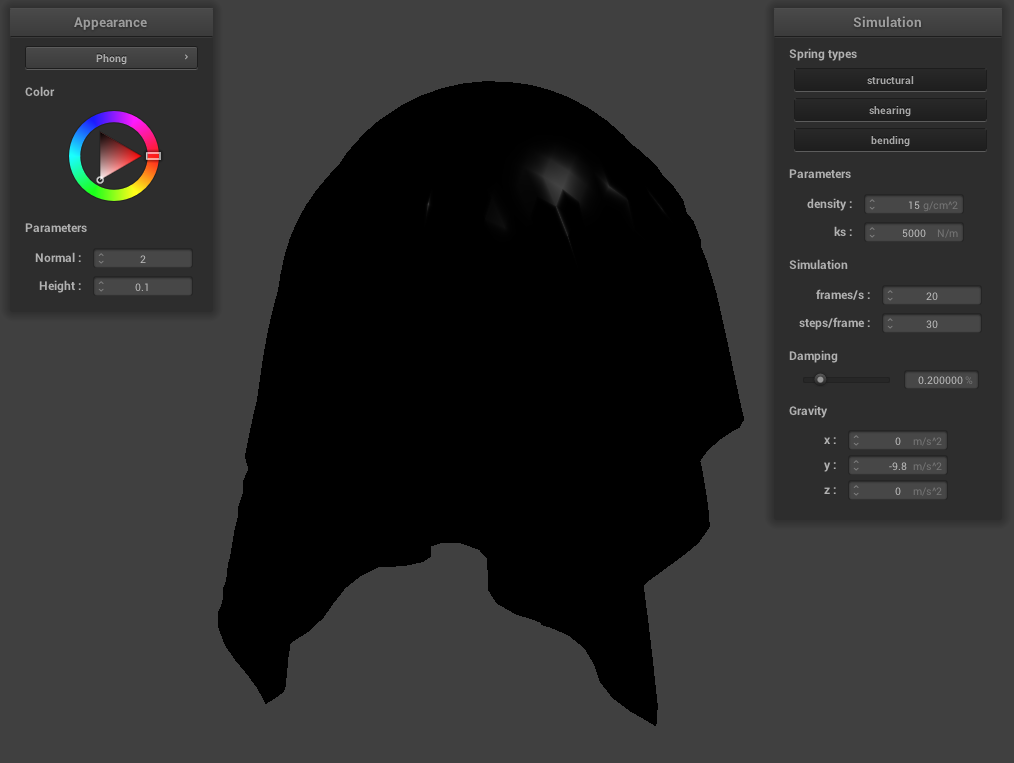 Appearance
Phong
Color
Parameters
Normal : 2
Height : 0.1
Simulation
Spring types
structural
shearing
bending
Parameters
density : 15 g/cm^2
ks : 5000 N/m
Simulation
frames/s : 20
steps/frame : 30
Damping
0.200000 %
Gravity
x : 0 m/s^2
y : -9.8 m/s^2
z : 0 m/s^2